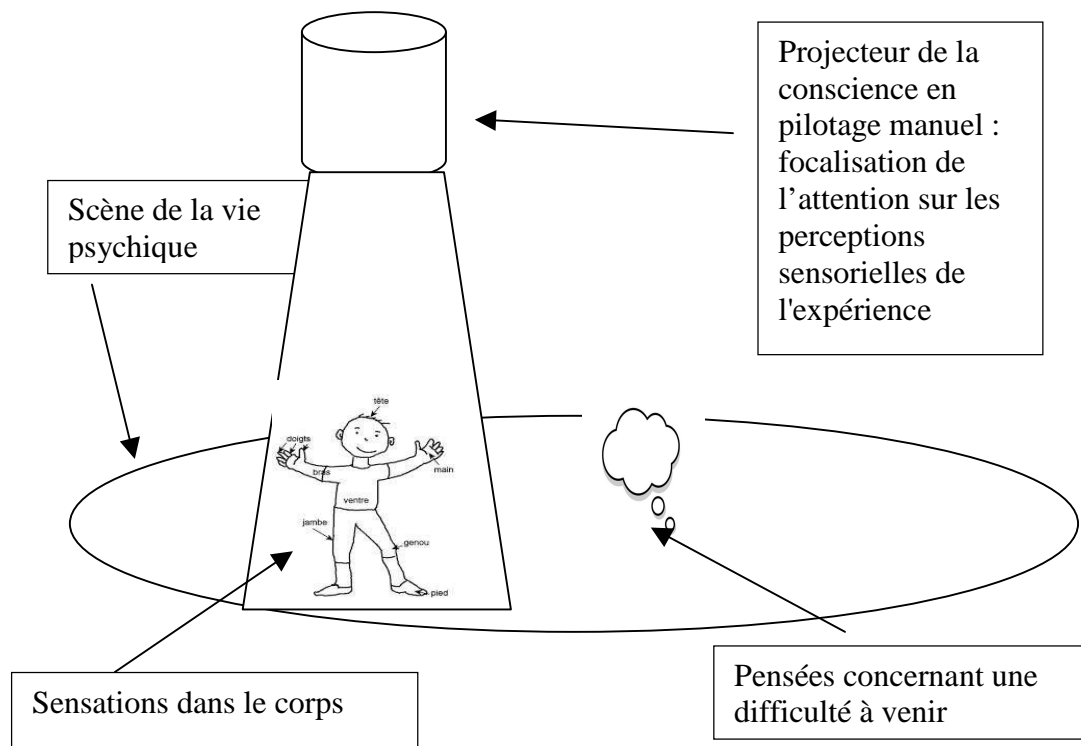 Projecteur de la
conscience en
pilotage manuel :
focalisation de
l’attention sur les
perceptions
sensorielles de
l'expérience
Scène de la vie
psychique
tête
doigts
bras
main
ventre
jambe
genou
pied
Sensations dans le corps
Pensées concernant une
difficulté à venir